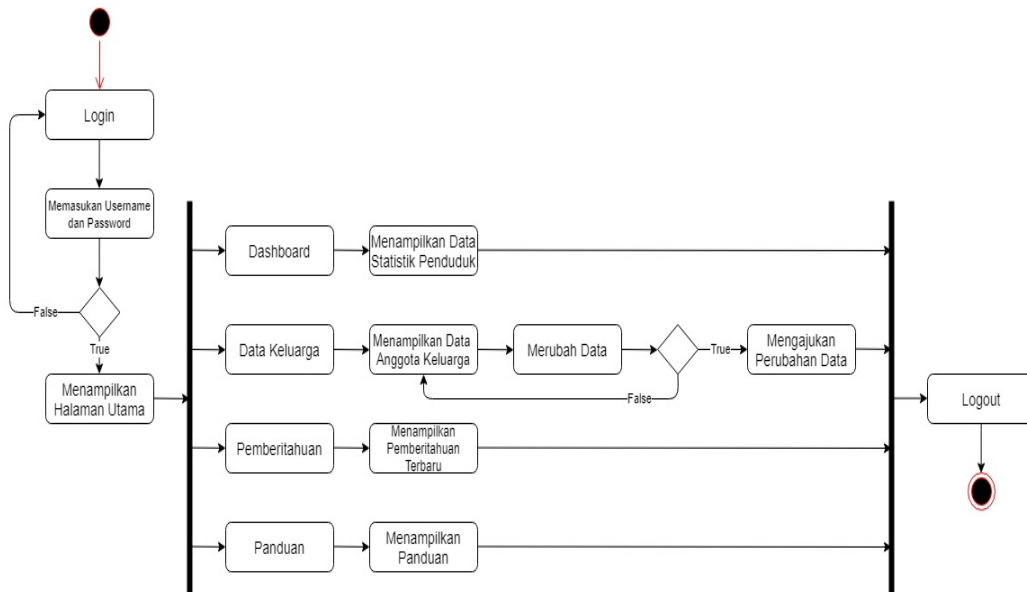 Login
Memasukan Username
dan Password
False
True
Menampilkan
Halaman Utama
Dashboard
Menampilkan Data
Statistik Penduduk
Data Keluarga
Menampilkan Data
Anggota Keluarga
Merubah Data
True
Mengajukan
Perubahan Data
False
Pemberitahuan
Menampilkan
Pemberitahuan
Terbaru
Panduan
Menampilkan
Panduan
Logout